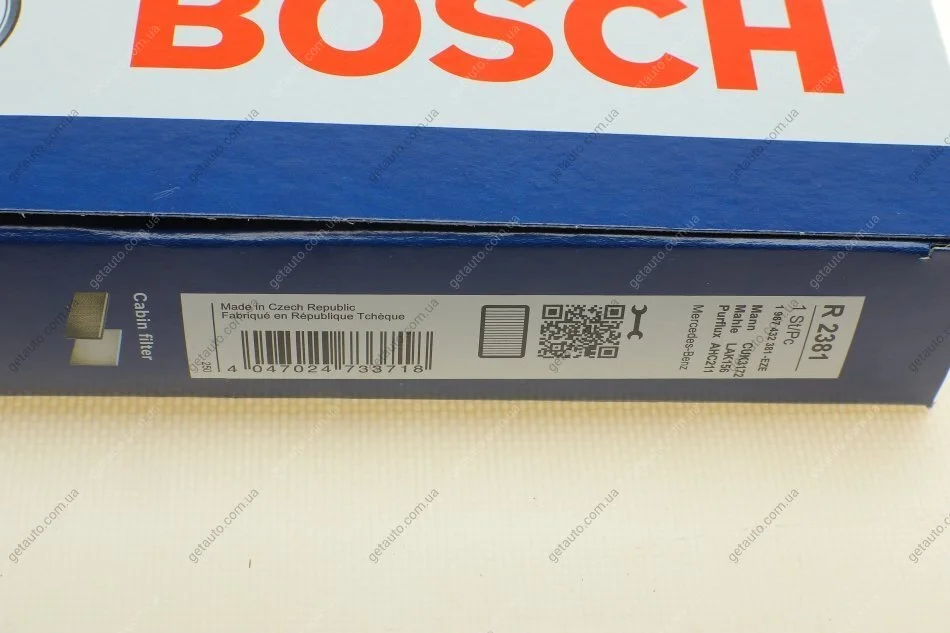 BOSCH
Cabin filter
Made in Czech Republic
Fabriqué en République Tchèque
4 047024 733718
R 2381
1 St/Pc
1 987 432 381-EZE
Mann CUK3172
Mahle LAK156
Purflux AHC211
Mercedes-Benz
getauto.com.ua